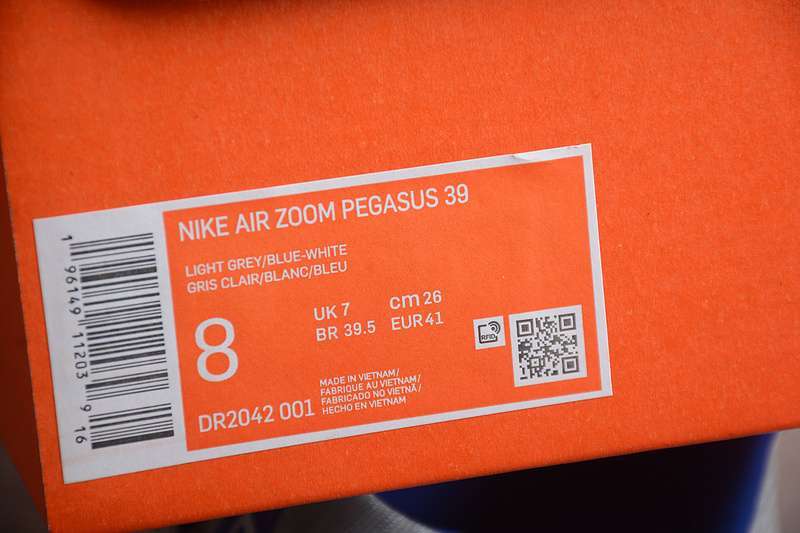 NIKE AIR ZOOM PEGASUS 39
LIGHT GREY/BLUE-WHITE
GRIS CLAIR/BLANC/BLEU
8
UK 7 cm 26
BR 39.5 EUR 41
RFID
DR2042 001
MADE IN VIETNAM/
FABRIQUE AU VIETNAM/
FABRICADO NO VIETNÃ/
HECHO EN VIETNAM
1 96149 11203 9 16